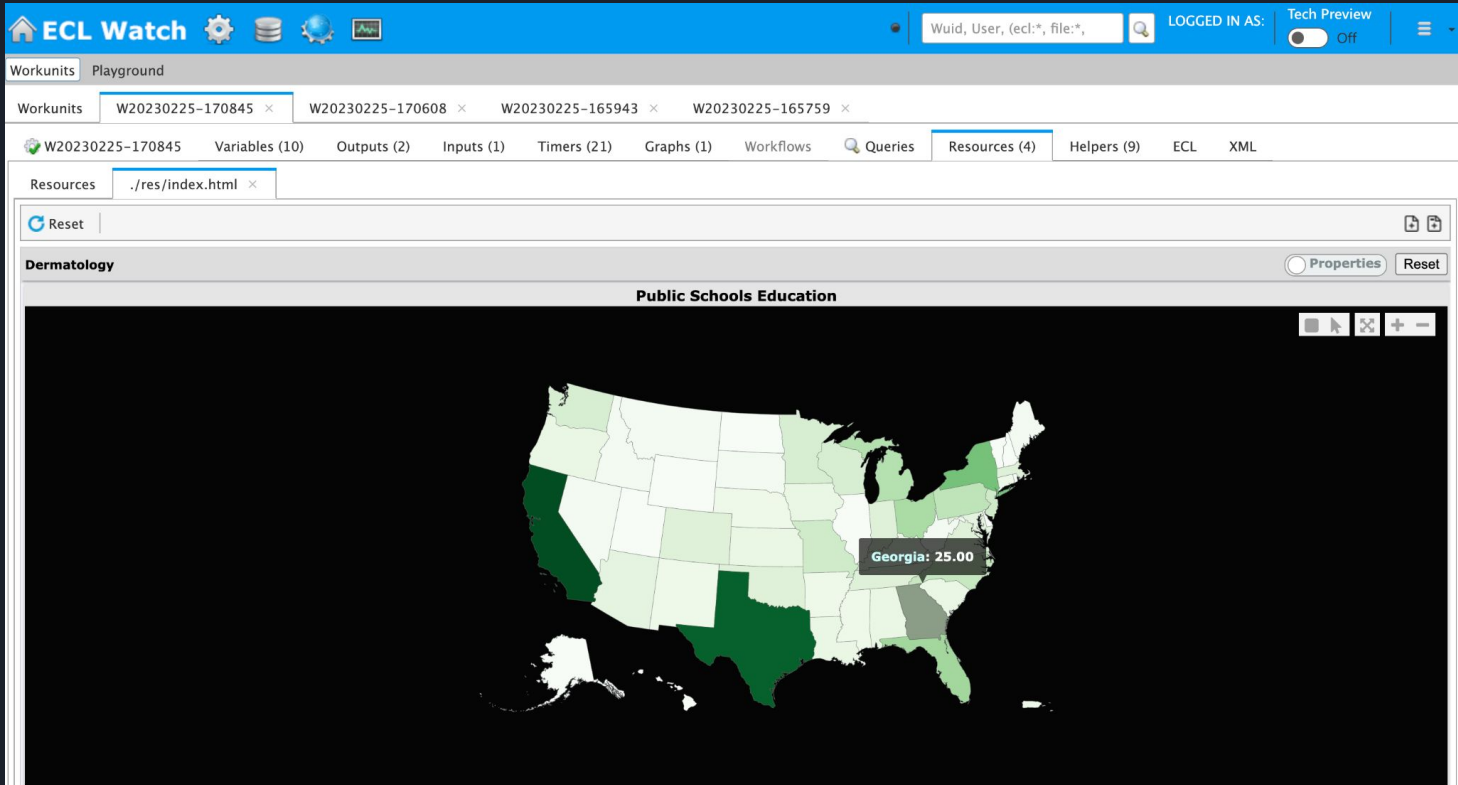 ECL Watch Wuid, User, (ecl:*, file:*, LOGGED IN AS: Tech Preview
Off
Workunits Playground
Workunits W20230225-170845 × W20230225-170608 × W20230225-165943 × W20230225-165759 ×
W20230225-170845 Variables (10) Outputs (2) Inputs (1) Timers (21) Graphs (1) Workflows Queries Resources (4) Helpers (9) ECL XML
Resources ./res/index.html ×
Reset
Dermatology Properties Reset
Public Schools Education
Georgia: 25.00